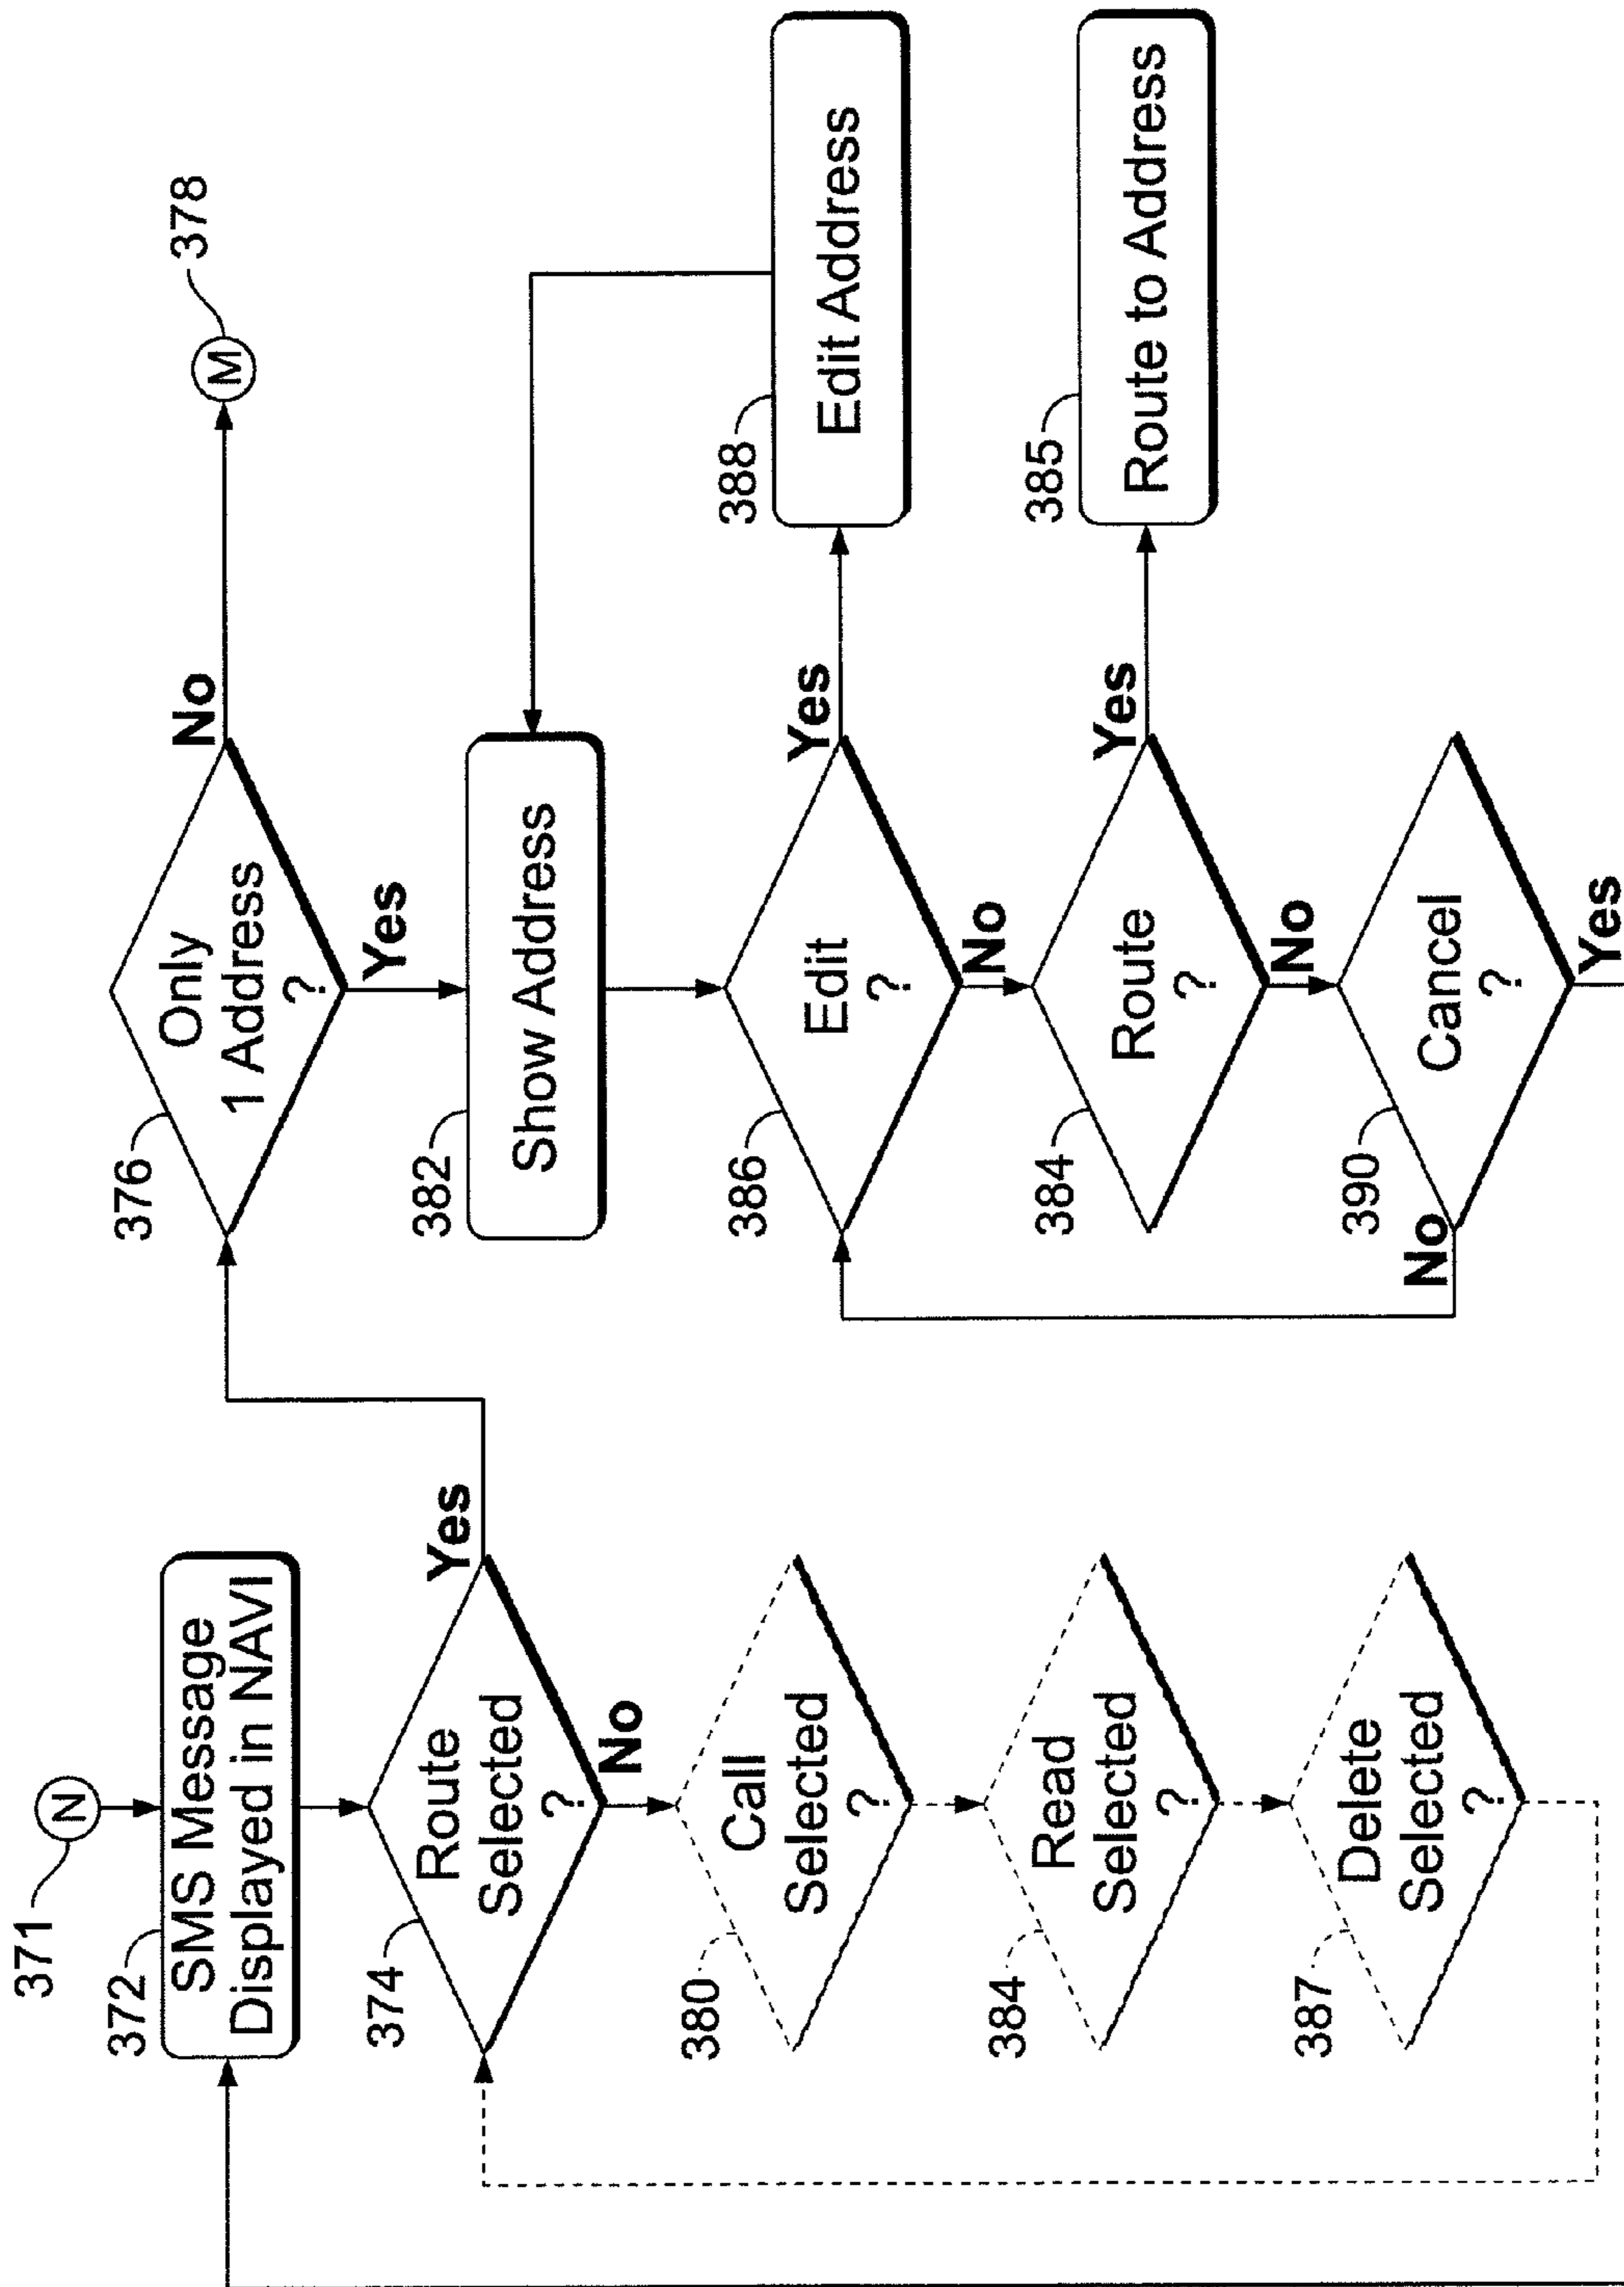 371
N
372
SMS Message
Displayed in NAVI
374
Route
Selected
?
Yes
No
380
Call
Selected
?
384
Read
Selected
?
387
Delete
Selected
?
376
Only
1 Address
?
No
M
378
Yes
382
Show Address
386
Edit
?
Yes
388
Edit Address
No
384
Route
?
Yes
385
Route to Address
No
390
Cancel
?
No
Yes